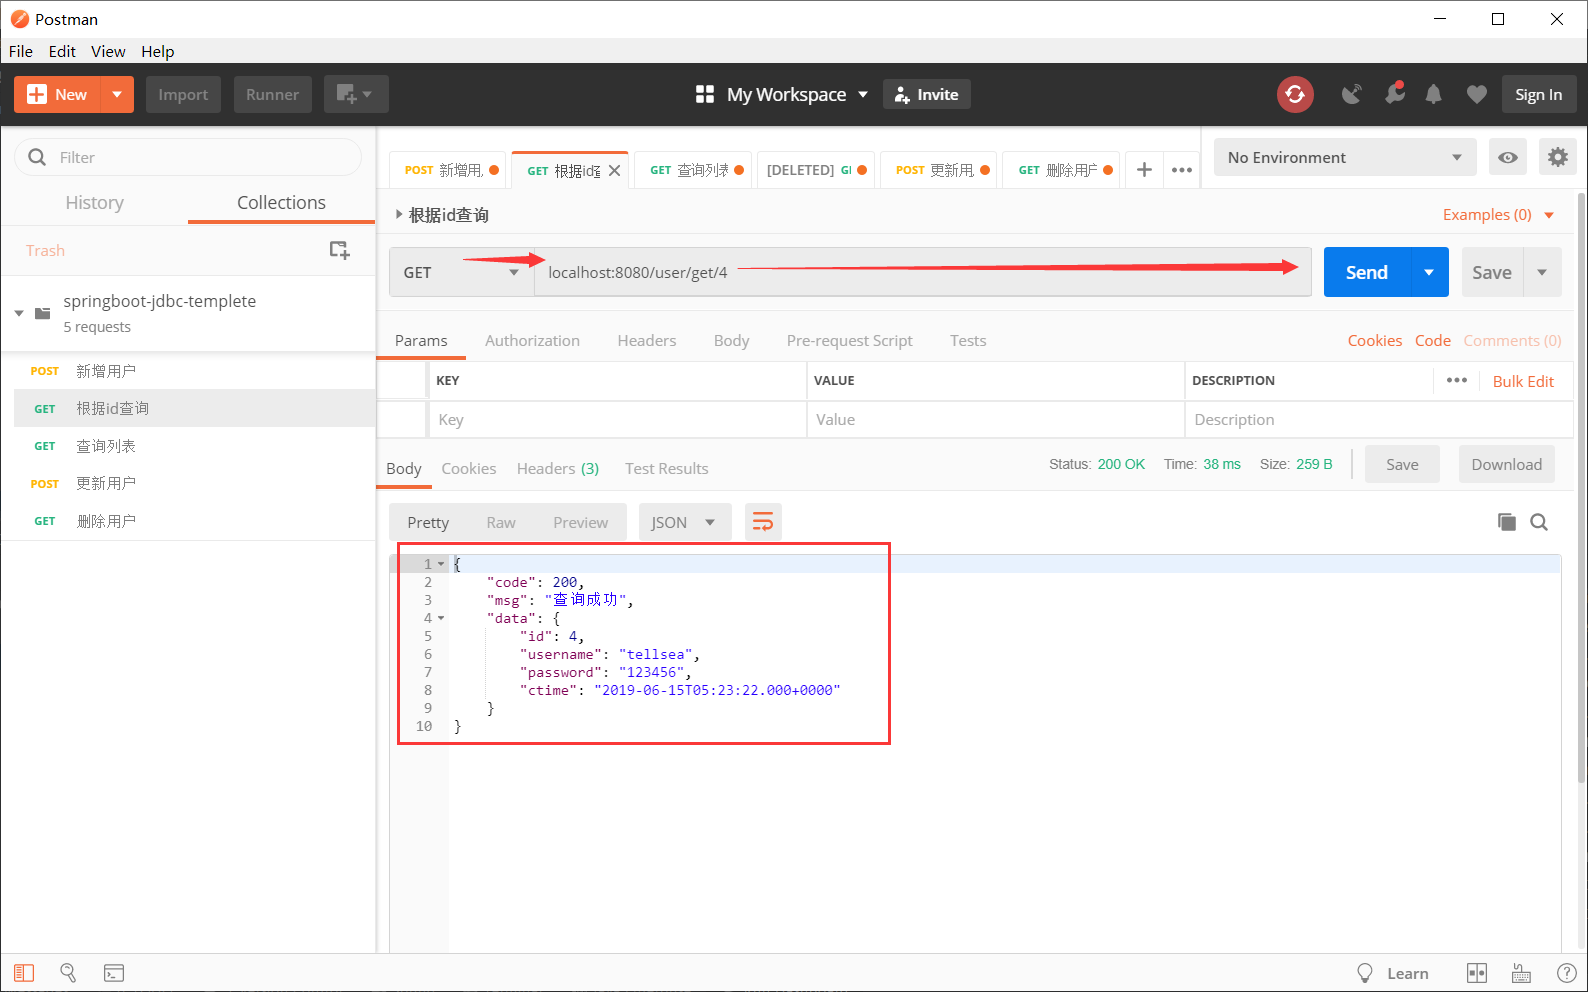 Postman
File Edit View Help
New Import Runner My Workspace Invite Sign In
Filter
History Collections
Trash
springboot-jdbc-templete
5 requests
POST 新增用户
GET 根据id查询
GET 查询列表
POST 更新用户
GET 删除用户
POST 新增用 GET 根据id GET 查询列 [DELETED] GI POST 更新用 GET 删除用户 No Environment
根据id查询 Examples (0)
GET localhost:8080/user/get/4 Send Save
Params Authorization Headers Body Pre-request Script Tests Cookies Code Comments (0)
KEY VALUE DESCRIPTION Bulk Edit
Key Value Description
Body Cookies Headers (3) Test Results Status: 200 OK Time: 38 ms Size: 259 B Save Download
Pretty Raw Preview JSON
1 {
2 "code": 200,
3 "msg": "查询成功",
4 "data": {
5 "id": 4,
6 "username": "tellsea",
7 "password": "123456",
8 "ctime": "2019-06-15T05:23:22.000+0000"
9 }
10 }
Learn